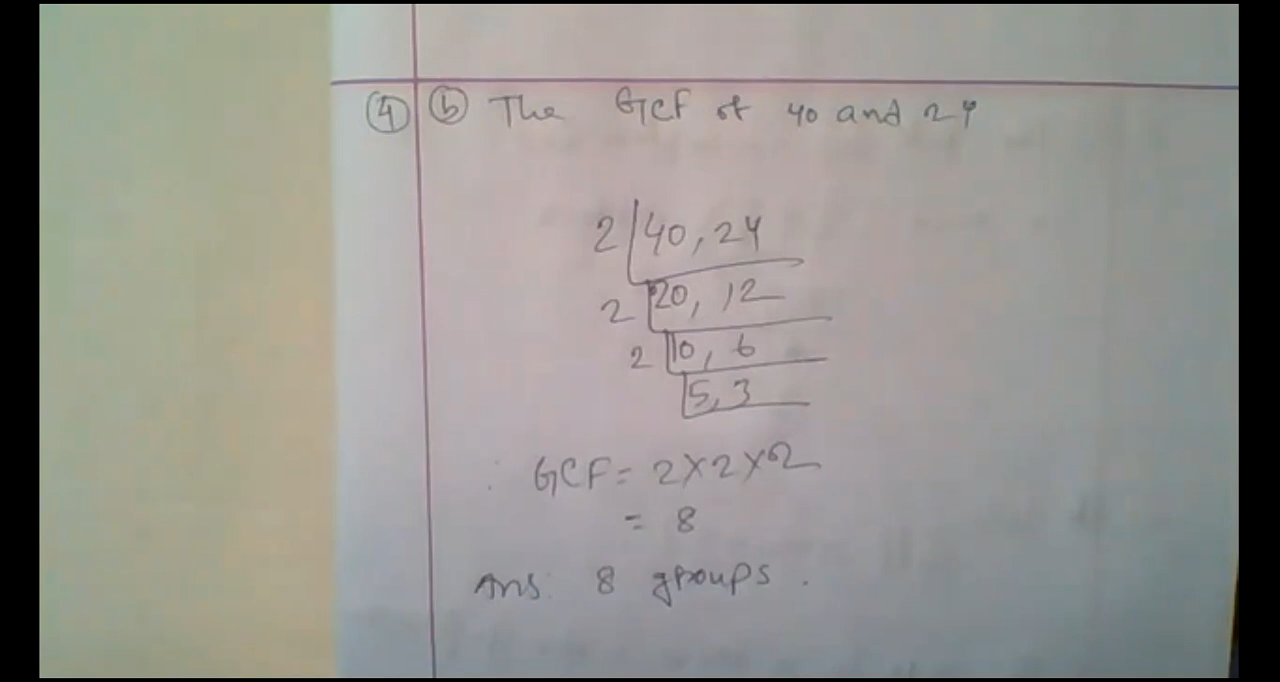 ④ ⓑ The GCF of 40 and 24
2 40, 24
2 20, 12
2 10, 6
5, 3
∴ GCF = 2×2×2
= 8
Ans: 8 groups.